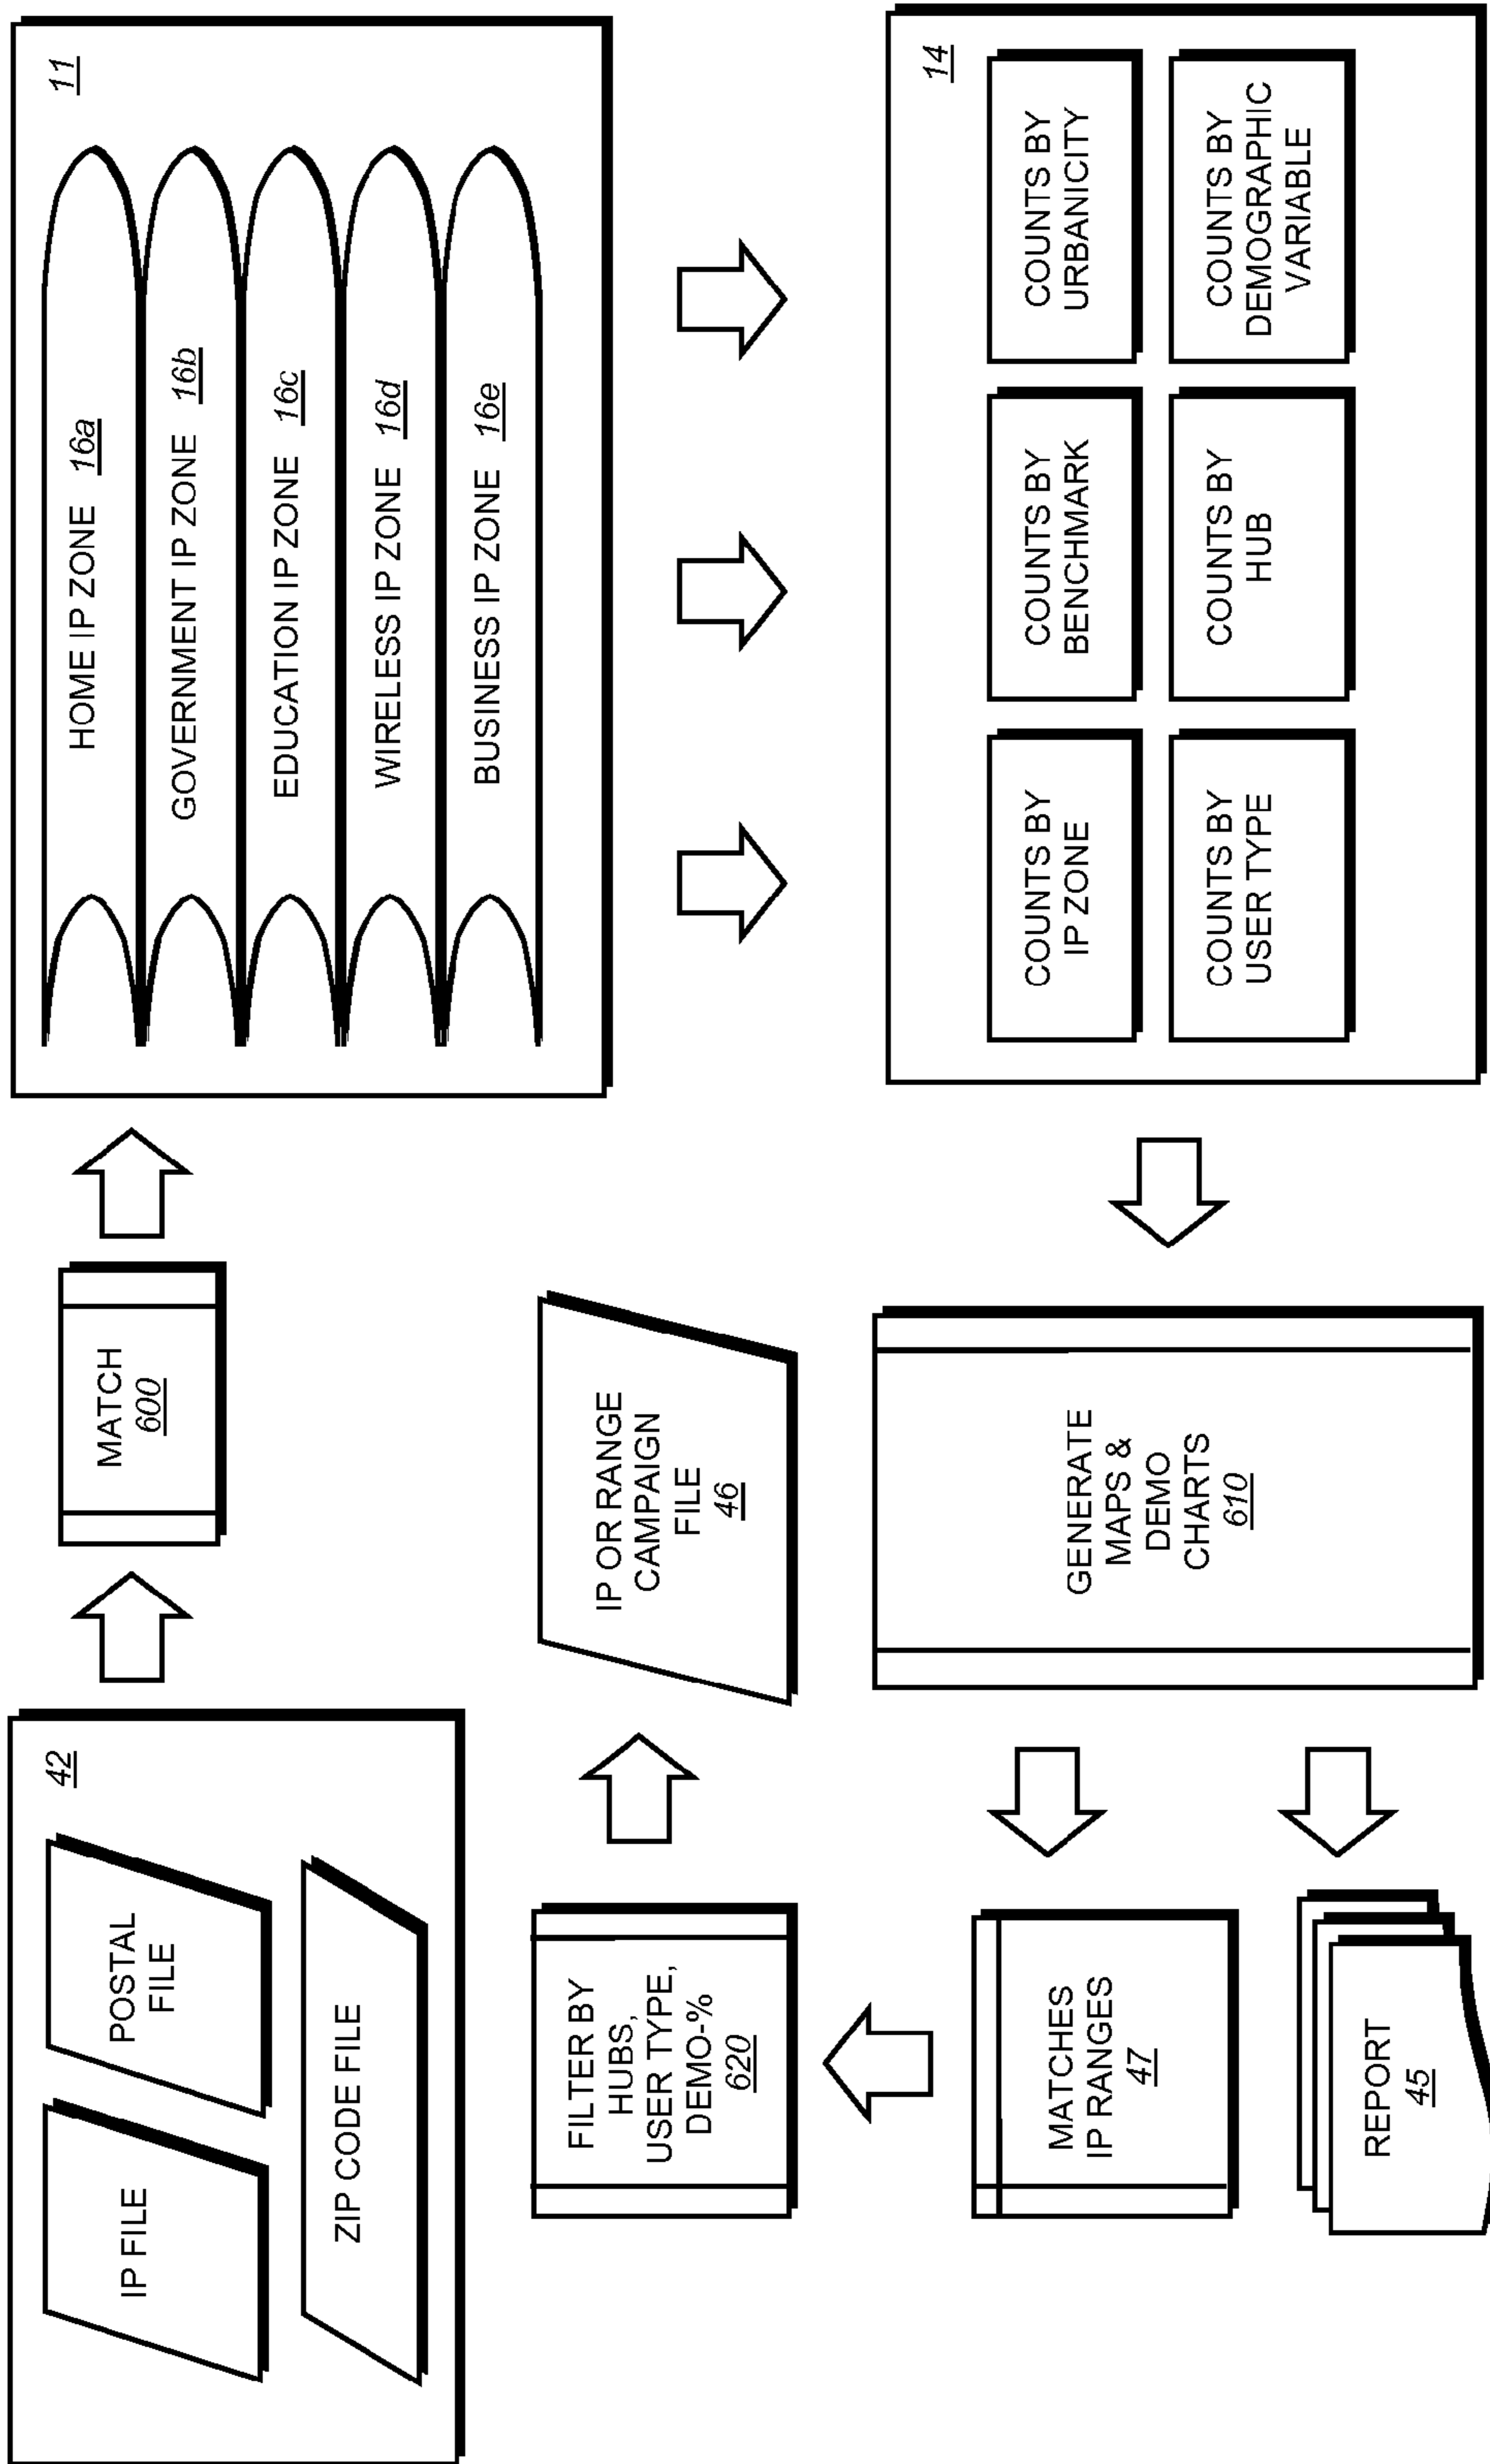 42
IP FILE
POSTAL
FILE
ZIP CODE FILE
MATCH
600
11
HOME IP ZONE 16a
GOVERNMENT IP ZONE 16b
EDUCATION IP ZONE 16c
WIRELESS IP ZONE 16d
BUSINESS IP ZONE 16e
FILTER BY
HUBS,
USER TYPE,
DEMO-%
620
IP OR RANGE
CAMPAIGN
FILE
46
MATCHES
IP RANGES
47
REPORT
45
GENERATE
MAPS &
DEMO
CHARTS
610
14
COUNTS BY
IP ZONE
COUNTS BY
BENCHMARK
COUNTS BY
URBANICITY
COUNTS BY
USER TYPE
COUNTS BY
HUB
COUNTS BY
DEMOGRAPHIC
VARIABLE